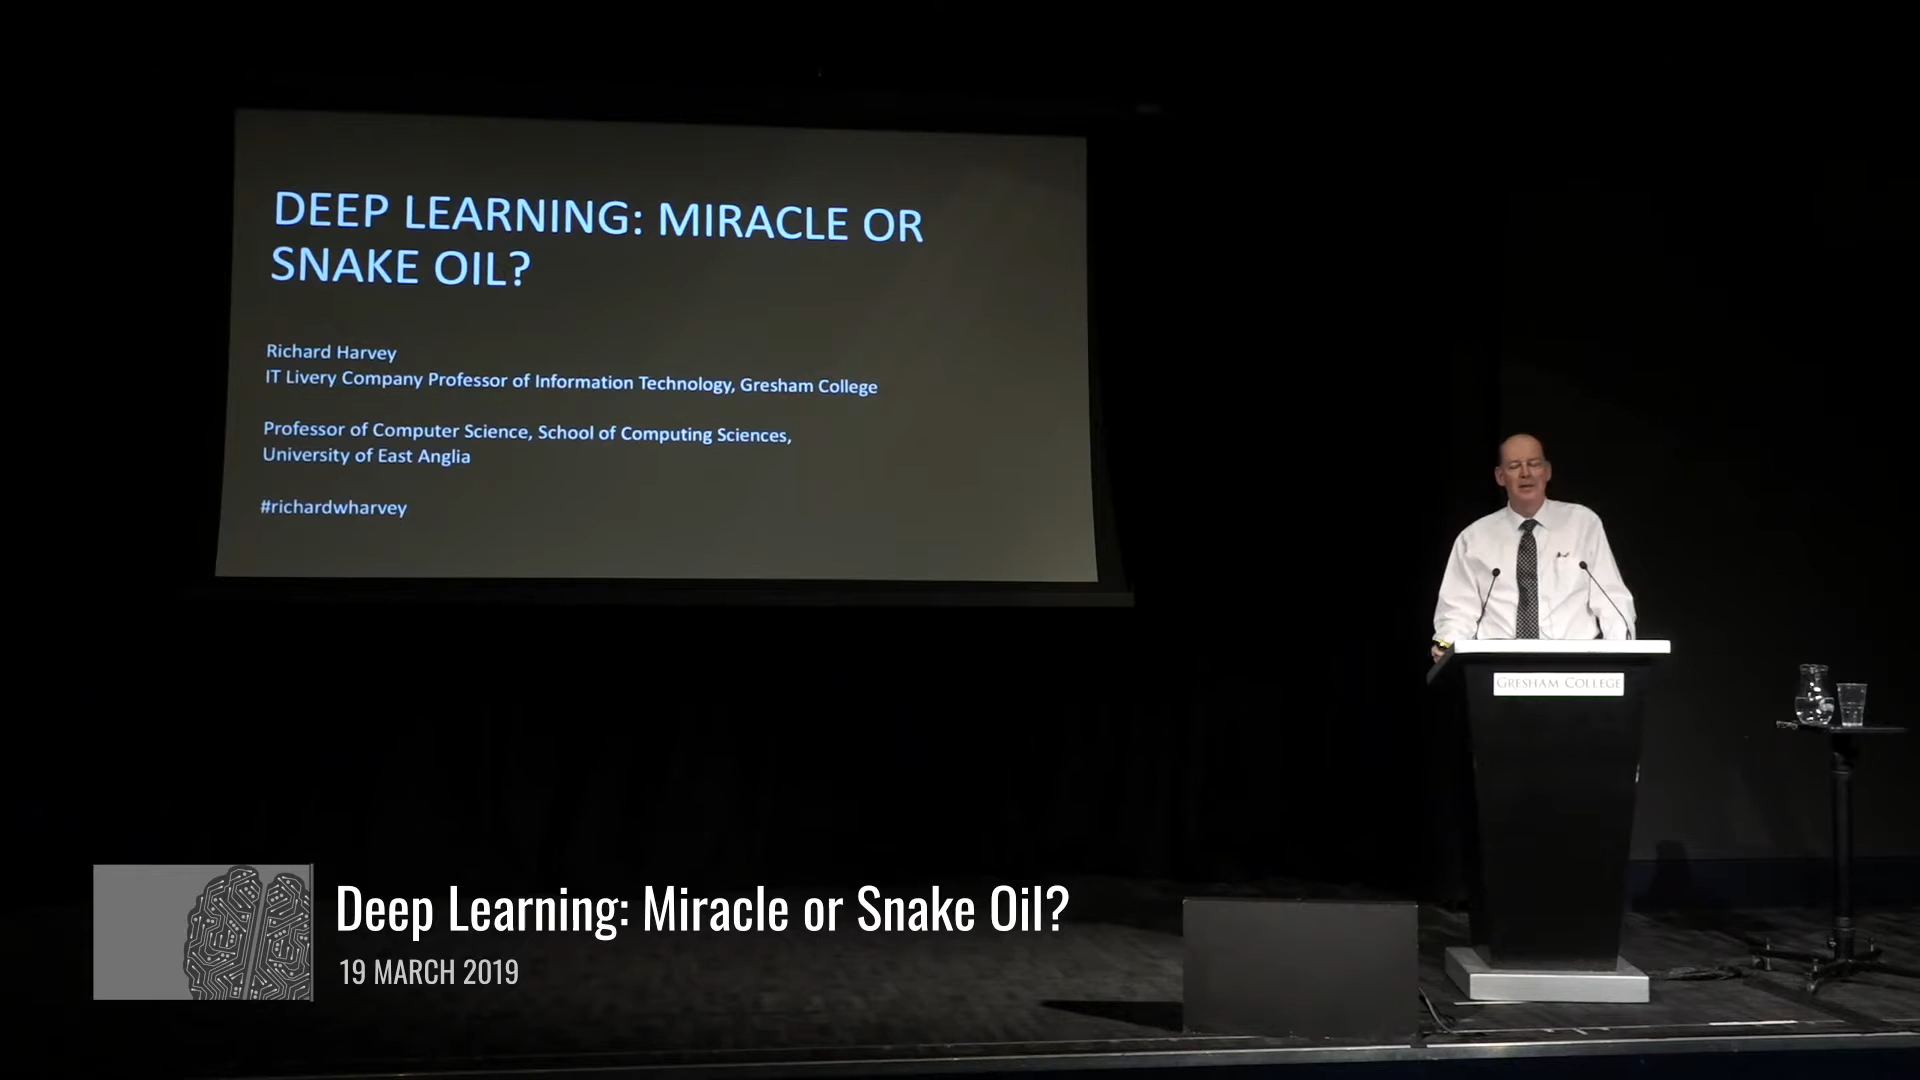 DEEP LEARNING: MIRACLE OR
SNAKE OIL?
Richard Harvey
IT Livery Company Professor of Information Technology, Gresham College
Professor of Computer Science, School of Computing Sciences,
University of East Anglia
#richardwharvey
GRESHAM COLLEGE
Deep Learning: Miracle or Snake Oil?
19 MARCH 2019